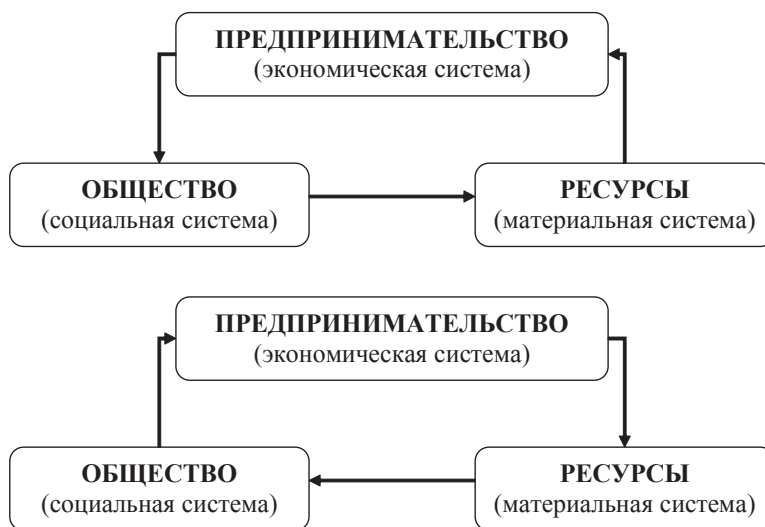 ПРЕДПРИНИМАТЕЛЬСТВО
(экономическая система)
ОБЩЕСТВО
(социальная система)
РЕСУРСЫ
(материальная система)
ПРЕДПРИНИМАТЕЛЬСТВО
(экономическая система)
ОБЩЕСТВО
(социальная система)
РЕСУРСЫ
(материальная система)